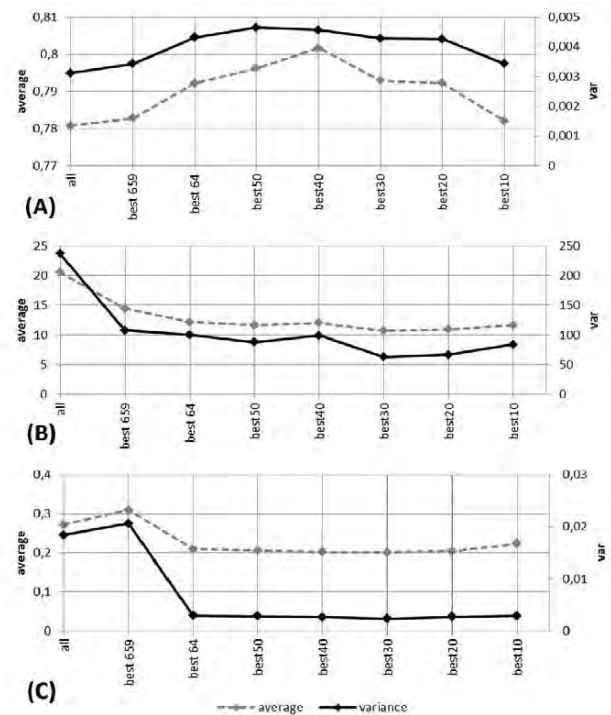 0,81
0,8
0,79
0,78
0,77
average
0,005
0,004
0,003
0,002
0,001
0
var
all
best 659
best 64
best50
best40
best30
best20
best10
(A)
25
20
15
10
5
0
average
250
200
150
100
50
0
var
all
best 659
best 64
best50
best40
best30
best20
best10
(B)
0,4
0,3
0,2
0,1
0
average
0,03
0,02
0,01
0
var
all
best 659
best 64
best50
best40
best30
best20
best10
(C)
average variance